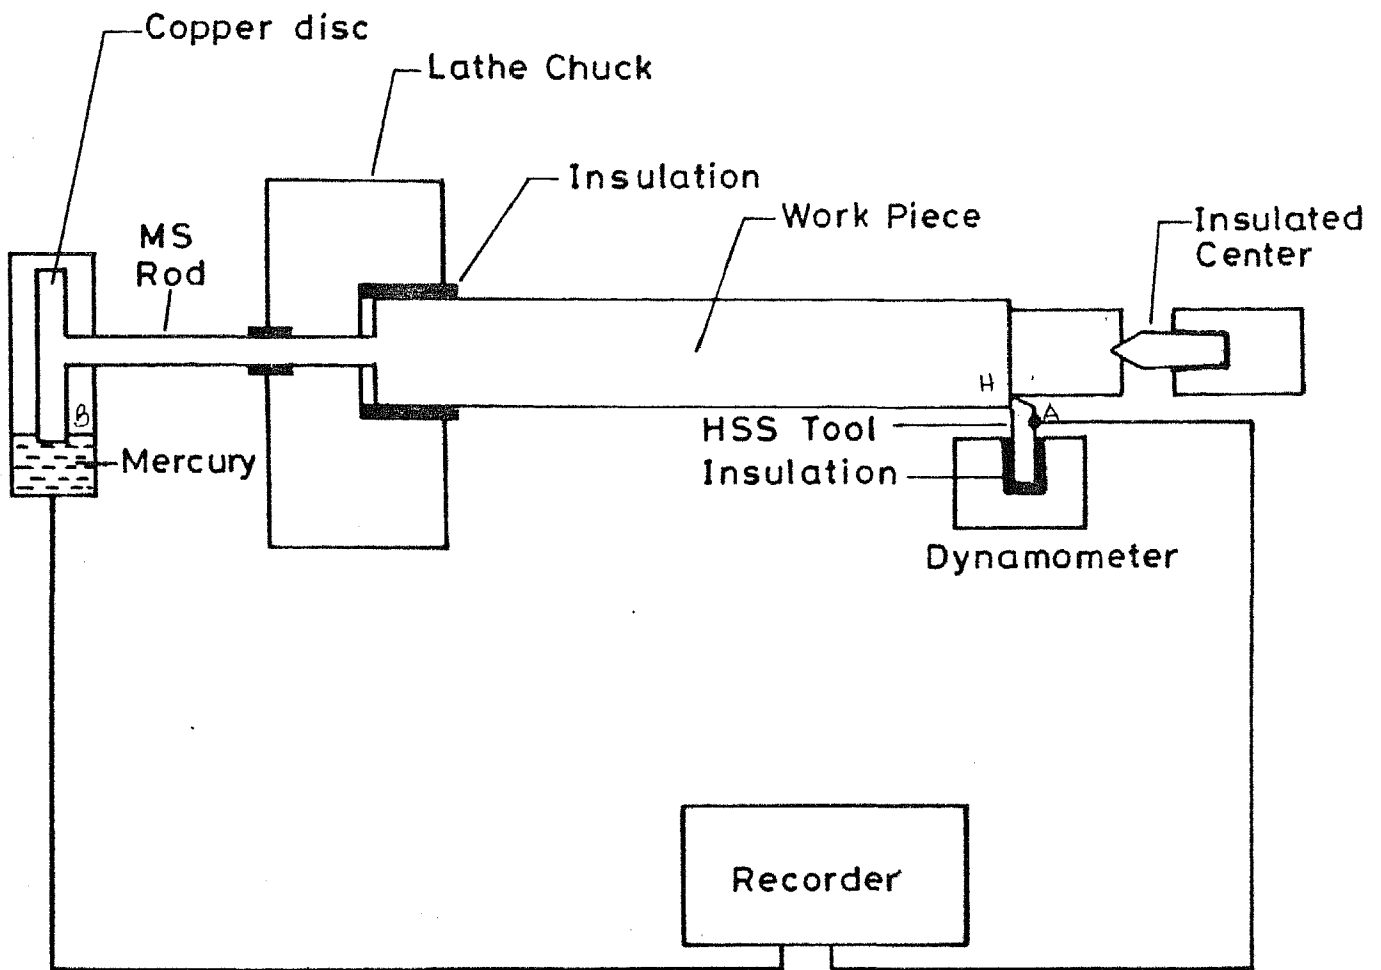 Copper disc
Lathe Chuck
Insulation
Work Piece
Insulated
Center
MS
Rod
H
A
B
HSS Tool
Insulation
Mercury
Dynamometer
Recorder